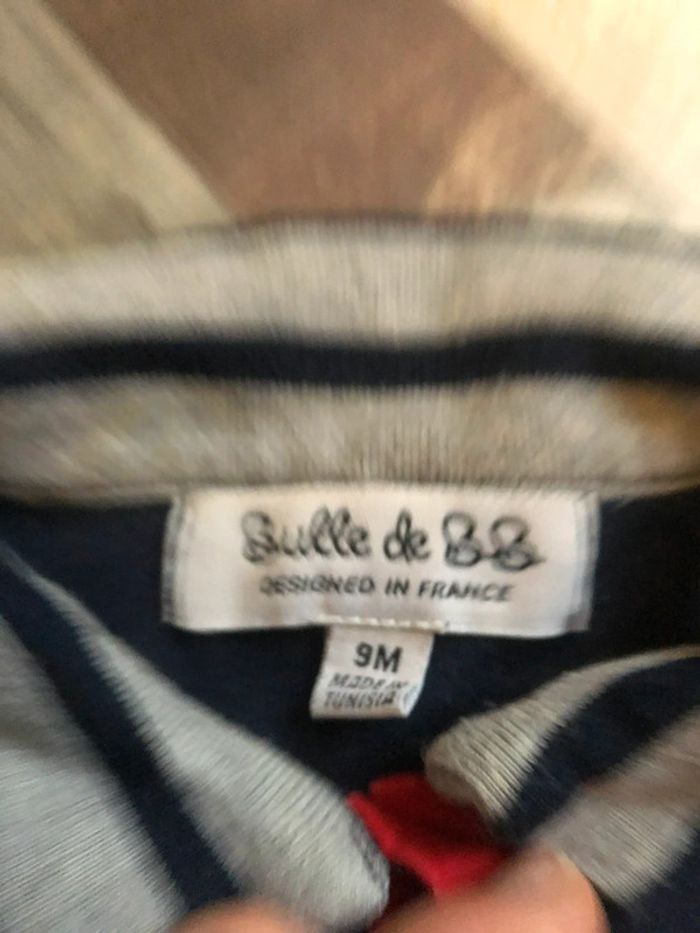 Bulle de BB
DESIGNED IN FRANCE
9M
MADE IN
TUNISIA